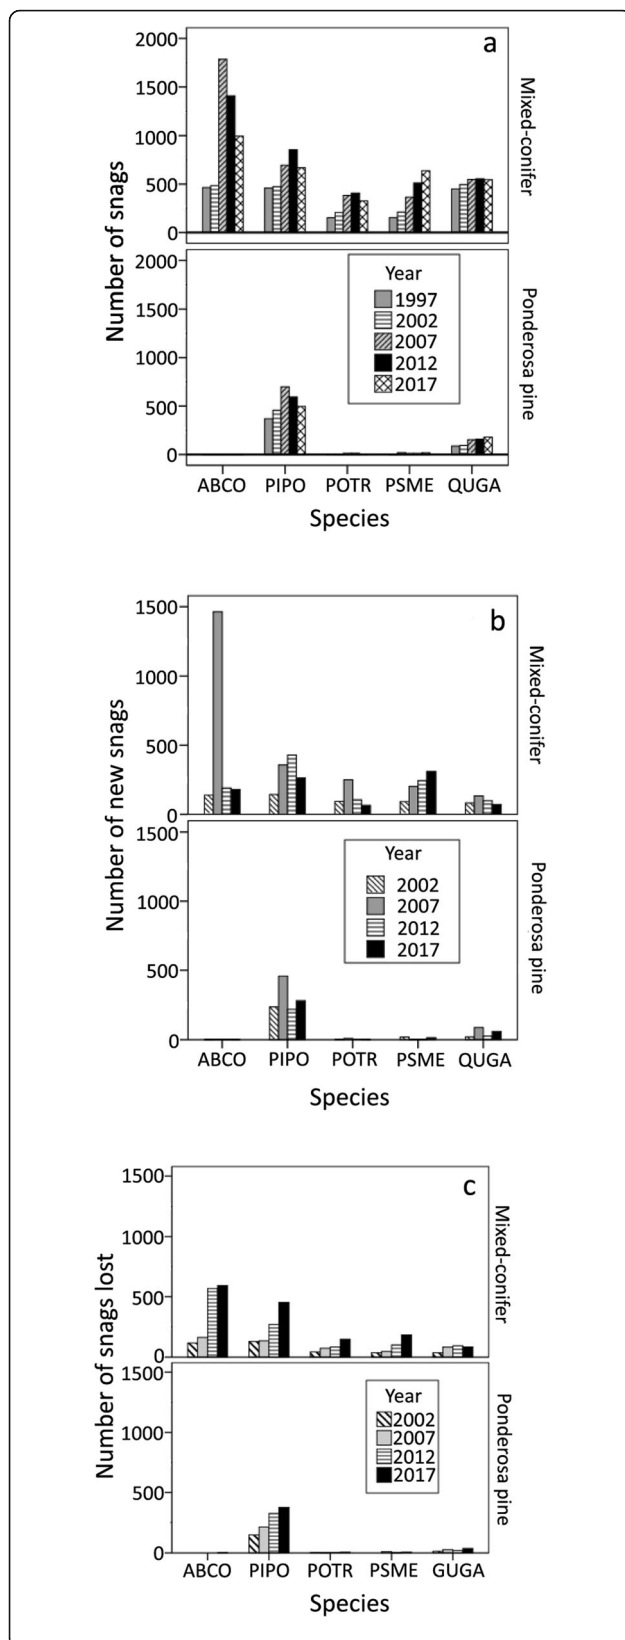 a
2000
1500
1000
500
0
Mixed-conifer
Number of snags
2000
1500
1000
500
0
Ponderosa pine
Year
1997
2002
2007
2012
2017
ABCO PIPO POTR PSME QUGA
Species
b
1500
1000
500
0
Mixed-conifer
Number of new snags
1500
1000
500
0
Ponderosa pine
Year
2002
2007
2012
2017
ABCO PIPO POTR PSME QUGA
Species
c
1500
1000
500
0
Mixed-conifer
Number of snags lost
1500
1000
500
0
Ponderosa pine
Year
2002
2007
2012
2017
ABCO PIPO POTR PSME GUGA
Species